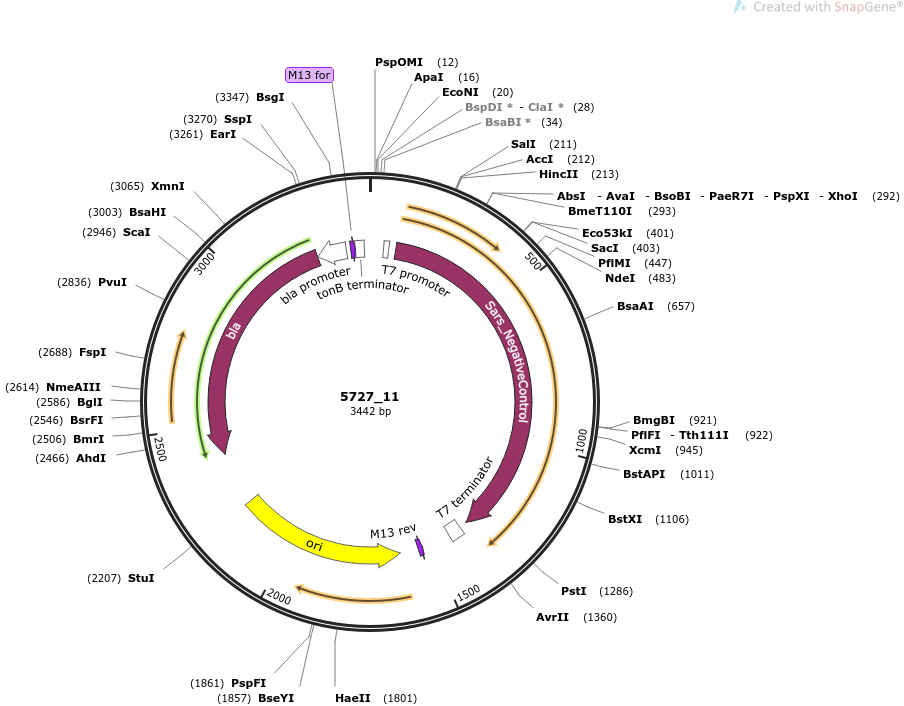 Created with SnapGene®
M13 for
PspOMI (12)
ApaI (16)
EcoNI (20)
BspDI * - ClaI * (28)
BsaBI * (34)
SalI (211)
AccI (212)
HincII (213)
AbsI - AvaI - BsoBI - PaeR7I - PspXI - XhoI (292)
BmeT110I (293)
Eco53kI (401)
SacI (403)
PflMI (447)
NdeI (483)
BsaAI (657)
BmgBI (921)
PflFI - Tth111I (922)
XcmI (945)
BstAPI (1011)
BstXI (1106)
PstI (1286)
AvrII (1360)
HaeII (1801)
(1857) BseYI
(1861) PspFI
(2207) StuI
(2466) AhdI
(2506) BmrI
(2546) BsrFI
(2586) BglI
(2614) NmeAIII
(2688) FspI
(2836) PvuI
(2946) ScaI
(3003) BsaHI
(3065) XmnI
(3261) EarI
(3270) SspI
(3347) BsgI
500
1000
1500
2000
2500
3000
T7 promoter
Sars_NegativeControl
T7 terminator
M13 rev
ori
bla
bla promoter
tonB terminator
5727_11
3442 bp